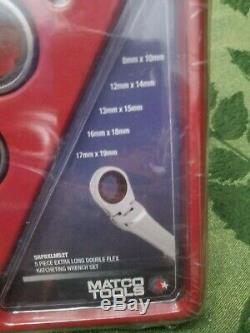 8mm x 10mm
12mm x 14mm
13mm x 15mm
16mm x 18mm
17mm x 19mm
5 PIECE EXTRA LONG DOUBLE FLEX
RATCHETING WRENCH SET
MATCO
TOOLS